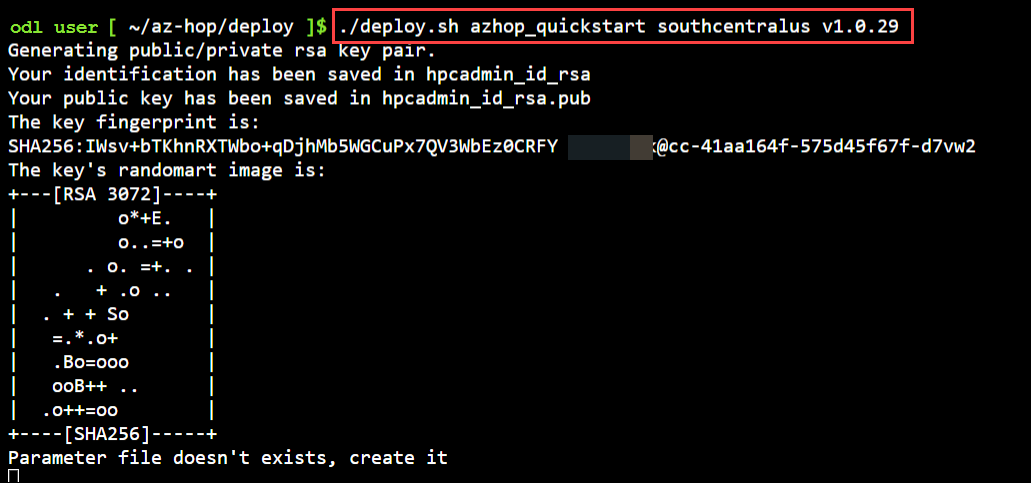 odl user [ ~/az-hop/deploy ]$ ./deploy.sh azhop_quickstart southcentralus v1.0.29
Generating public/private rsa key pair.
Your identification has been saved in hpcadmin_id_rsa
Your public key has been saved in hpcadmin_id_rsa.pub
The key fingerprint is:
SHA256:IWsv+bTKhnRXTWbo+qDjhMb5WGCuPx7QV3WbEz0CRFY @cc-41aa164f-575d45f67f-d7vw2
The key's randomart image is:
+---[RSA 3072]----+
|         o*+E.   |
|         o..=+o  |
|      . o. =+. . |
|   .   + .o ..   |
|  . + + So       |
|   =.*.o+        |
|   .Bo=ooo       |
|   ooB++ ..      |
|  .o++=oo        |
+----[SHA256]-----+
Parameter file doesn't exists, create it